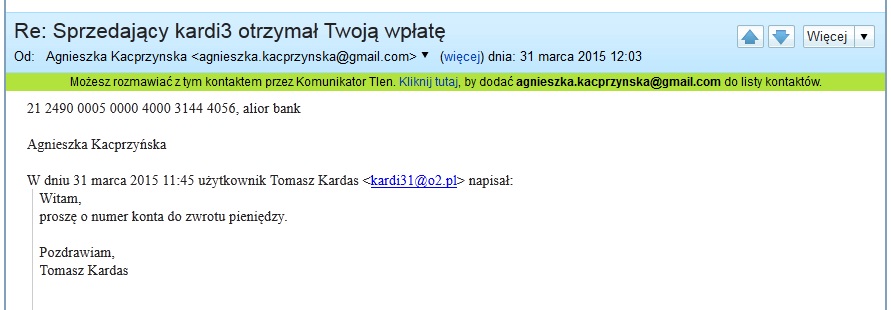 Re: Sprzedający kardi3 otrzymał Twoją wpłatę
Więcej
Od: Agnieszka Kacprzynska <agnieszka.kacprzynska@gmail.com> (więcej) dnia: 31 marca 2015 12:03
Możesz rozmawiać z tym kontaktem przez Komunikator Tlen. Kliknij tutaj, by dodać agnieszka.kacprzynska@gmail.com do listy kontaktów.
21 2490 0005 0000 4000 3144 4056, alior bank
Agnieszka Kacprzyńska
W dniu 31 marca 2015 11:45 użytkownik Tomasz Kardas <kardi31@o2.pl> napisał:
Witam,
proszę o numer konta do zwrotu pieniędzy.
Pozdrawiam,
Tomasz Kardas